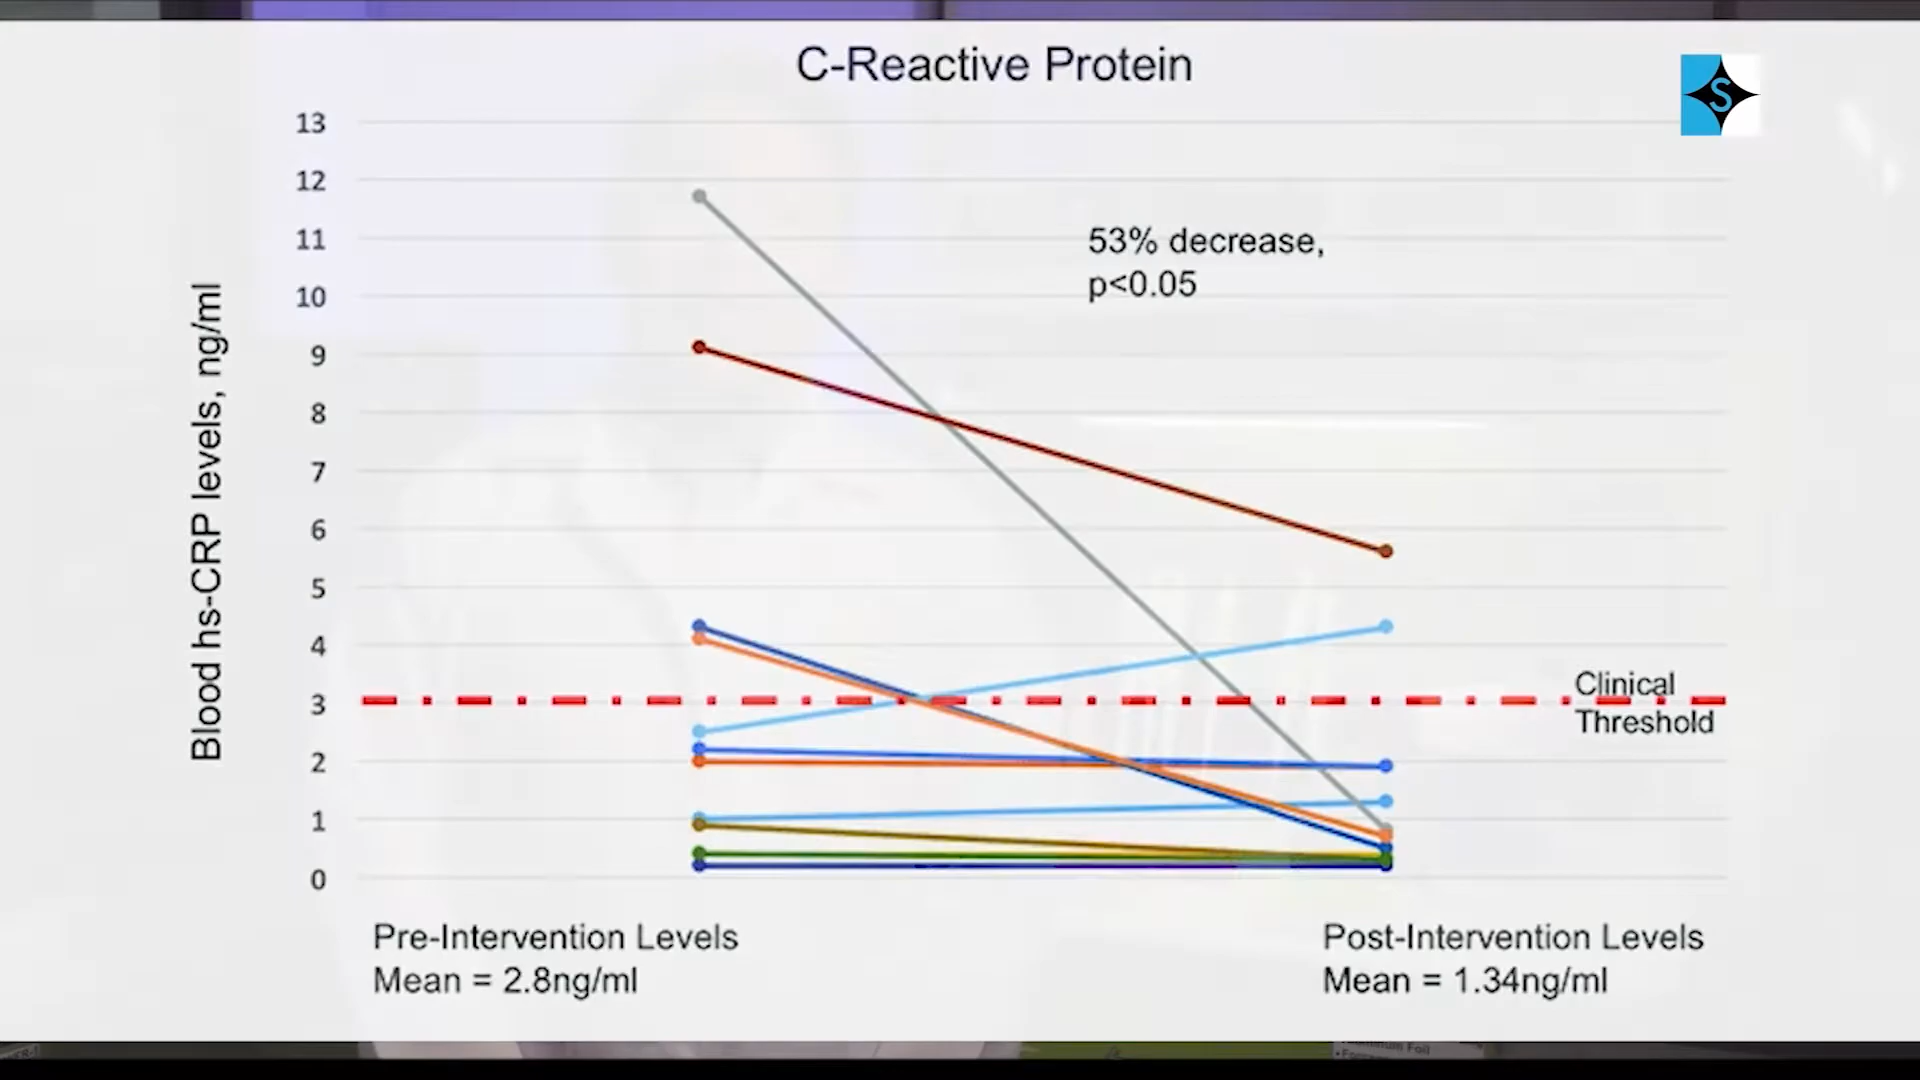 C-Reactive Protein
S
13
12
11
10
9
8
7
6
5
4
3
2
1
0
Blood hs-CRP levels, ng/ml
53% decrease,
p<0.05
Clinical
Threshold
Pre-Intervention Levels
Mean = 2.8ng/ml
Post-Intervention Levels
Mean = 1.34ng/ml
Foil